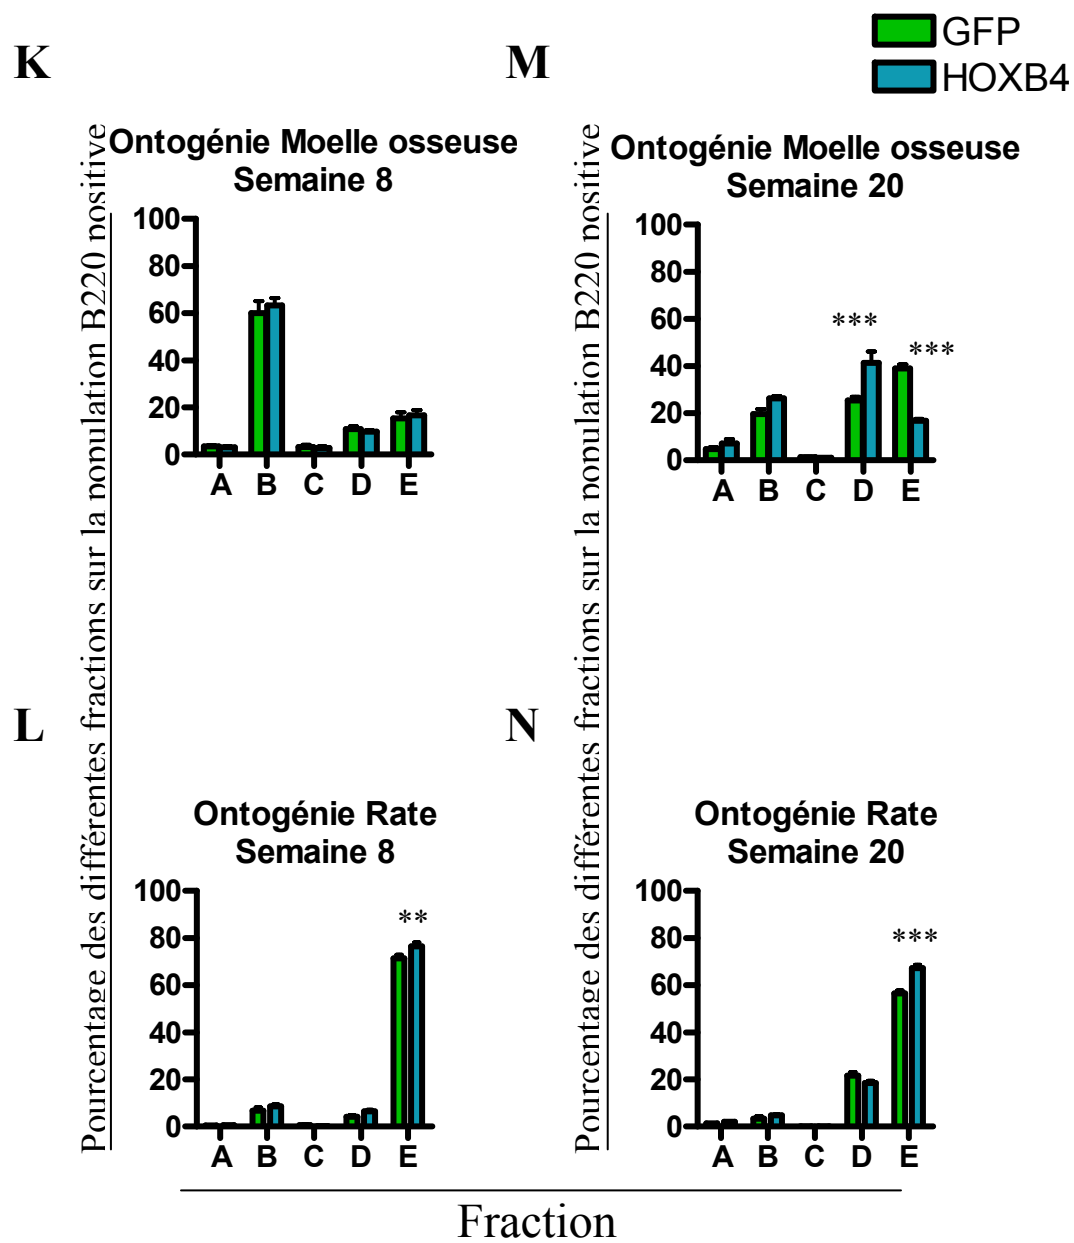 GFP
HOXB4
K
M
Pourcentage des différentes fractions sur la population B220 positive
Ontogénie Moelle osseuse
Semaine 8
100
80
60
40
20
0
A B C D E
Pourcentage des différentes fractions sur la population B220 positive
Ontogénie Moelle osseuse
Semaine 20
100
80
60
40
20
0
***
***
A B C D E
L
N
Ontogénie Rate
Semaine 8
100
80
60
40
20
0
**
A B C D E
Ontogénie Rate
Semaine 20
100
80
60
40
20
0
***
A B C D E
Fraction